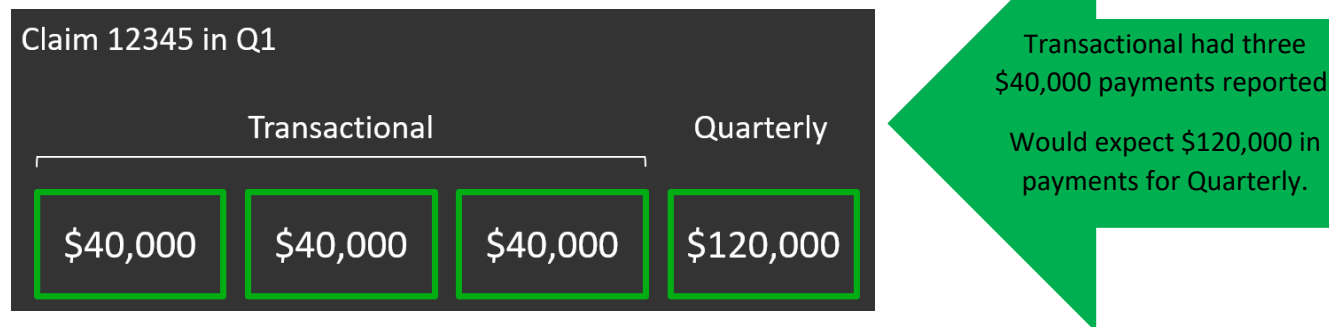 Claim 12345 in Q1
Transactional
Quarterly
$40,000
$40,000
$40,000
$120,000
Transactional had three
$40,000 payments reported
Would expect $120,000 in
payments for Quarterly.